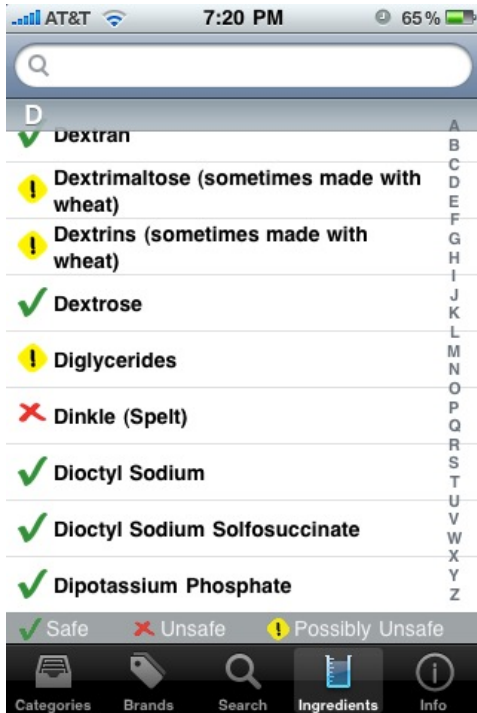 AT&T 7:20 PM 65%
D
Dextran
Dextrimaltose (sometimes made with
wheat)
Dextrins (sometimes made with
wheat)
Dextrose
Diglycerides
Dinkle (Spelt)
Dioctyl Sodium
Dioctyl Sodium Solfosuccinate
Dipotassium Phosphate
A
B
C
D
E
F
G
H
I
J
K
L
M
N
O
P
Q
R
S
T
U
V
W
X
Y
Z
Safe Unsafe Possibly Unsafe
Categories Brands Search Ingredients Info